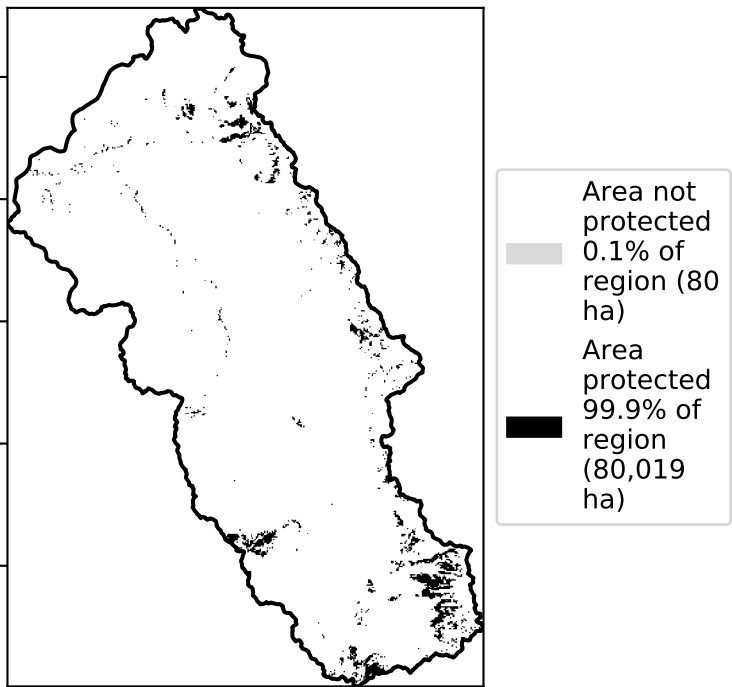 Area not
protected
0.1% of
region (80
ha)
Area
protected
99.9% of
region
(80,019
ha)